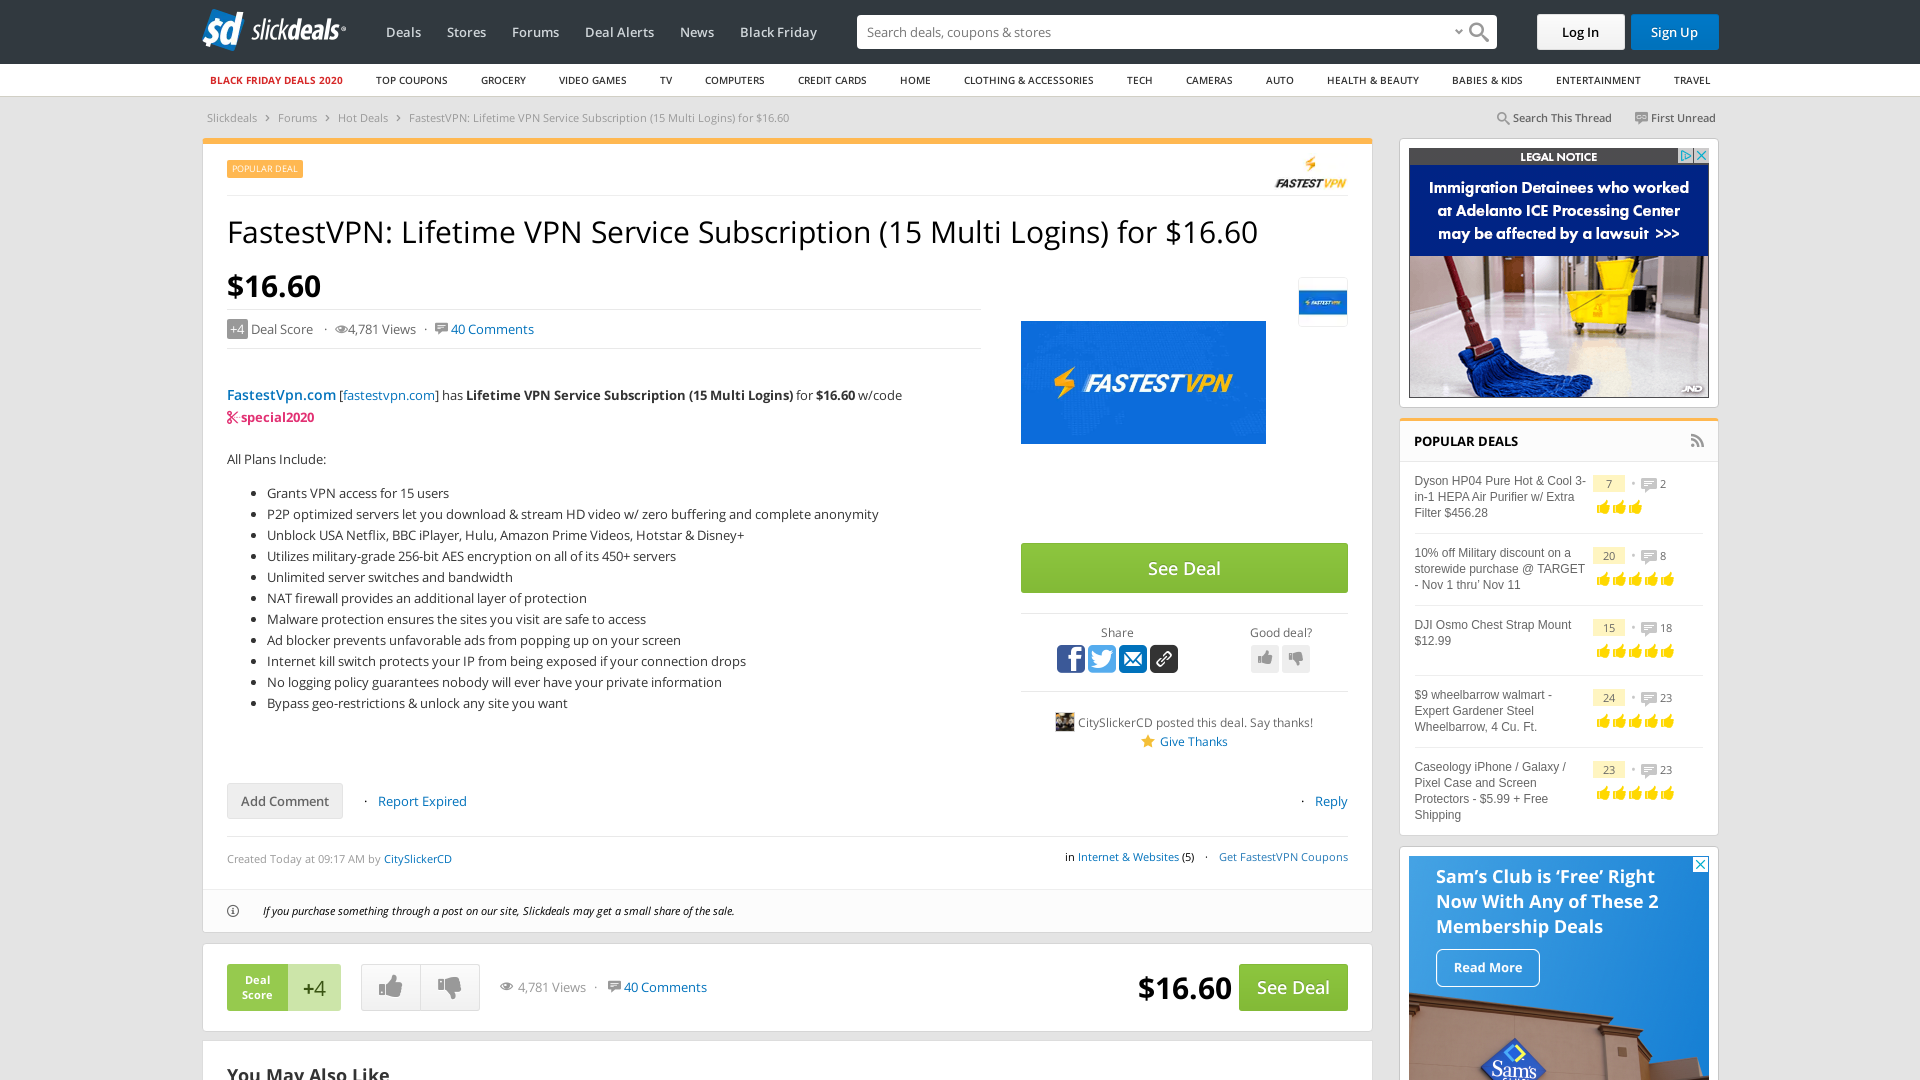 slickdeals
Deals
Stores
Forums
Deal Alerts
News
Black Friday
Search deals, coupons & shops
Log In
Sign Up
BLACK FRIDAY DEALS 2020
TOP COUPONS
GROCERY
VIDEO GAMES
TV
COMPUTERS
CREDIT CARDS
HOME
CLOTHING & ACCESSORIES
TECH
CAMERAS
AUTO
HEALTH & BEAUTY
BABIES & KIDS
ENTERTAINMENT
TRAVEL
Slickdeals › Forums › Hot Deals › FastestVPN: Lifetime VPN Service Subscription (15 Multi Logins) for $16.60
Search This Thread
First Unread
POPULAR DEAL
FASTESTVPN
FastestVPN: Lifetime VPN Service Subscription (15 Multi Logins) for $16.60
$16.60
+4 Deal Score · 4,781 Views · 40 Comments
FastestVpn.com [fastestvpn.com] has Lifetime VPN Service Subscription (15 Multi Logins) for $16.60 w/code
special2020
All Plans Include:
• Grants VPN access for 15 users
• P2P optimized servers let you download & stream HD video w/ zero buffering and complete anonymity
• Unblock USA Netflix, BBC iPlayer, Hulu, Amazon Prime Videos, Hotstar & Disney+
• Utilizes military-grade 256-bit AES encryption on all of its 450+ servers
• Unlimited server switches and bandwidth
• NAT firewall provides an additional layer of protection
• Malware protection ensures the sites you visit are safe to access
• Ad blocker prevents unfavorable ads from popping up on your screen
• Internet kill switch protects your IP from being exposed if your connection drops
• No logging policy guarantees nobody will ever have your private information
• Bypass geo-restrictions & unlock any site you want
FASTESTVPN
FASTESTVPN
See Deal
Share
Good deal?
CitySlickerCD posted this deal. Say thanks!
Give Thanks
Add Comment
· Report Expired
· Reply
Created Today at 09:17 AM by CitySlickerCD
in Internet & Websites (5) · Get FastestVPN Coupons
If you purchase something through a post on our site, Slickdeals may get a small share of the sale.
Deal
Score
+4
4,781 Views · 40 Comments
$16.60
See Deal
You May Also Like
LEGAL NOTICE
Immigration Detainees who worked
at Adelanto ICE Processing Center
may be affected by a lawsuit >>>
JND
POPULAR DEALS
Dyson HP04 Pure Hot & Cool 3-
in-1 HEPA Air Purifier w/ Extra
Filter $456.28
7 · 2
10% off Military discount on a
storewide purchase @ TARGET
- Nov 1 thru' Nov 11
20 · 8
DJI Osmo Chest Strap Mount
$12.99
15 · 18
$9 wheelbarrow walmart -
Expert Gardener Steel
Wheelbarrow, 4 Cu. Ft.
24 · 23
Caseology iPhone / Galaxy /
Pixel Case and Screen
Protectors - $5.99 + Free
Shipping
23 · 23
Sam's Club is 'Free' Right
Now With Any of These 2
Membership Deals
Read More
Sam's